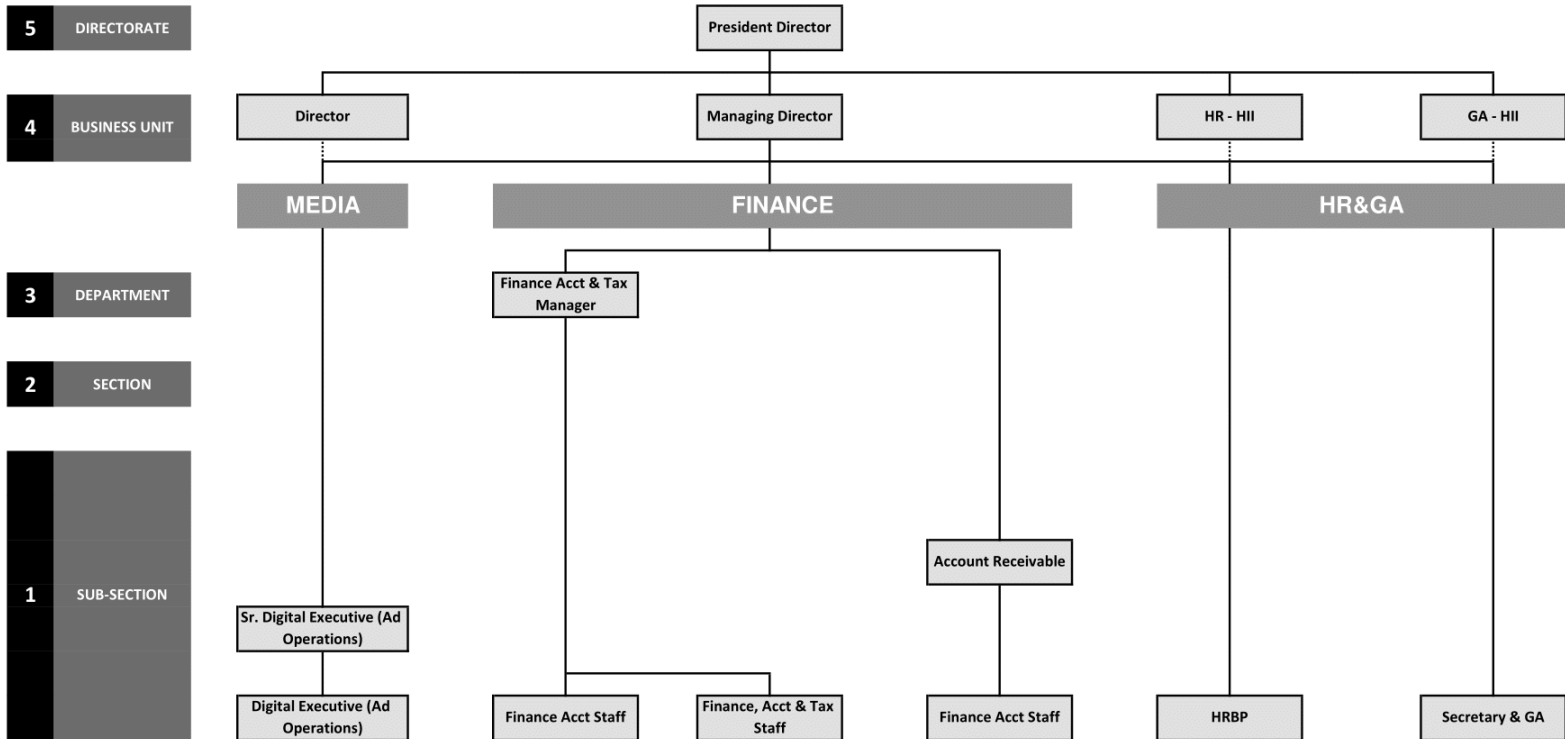 5 DIRECTORATE
President Director
4 BUSINESS UNIT
Director
Managing Director
HR - HII
GA - HII
MEDIA
FINANCE
HR&GA
3 DEPARTMENT
Finance Acct & Tax
Manager
2 SECTION
1 SUB-SECTION
Account Receivable
Sr. Digital Executive (Ad
Operations)
Digital Executive (Ad
Operations)
Finance Acct Staff
Finance, Acct & Tax
Staff
Finance Acct Staff
HRBP
Secretary & GA